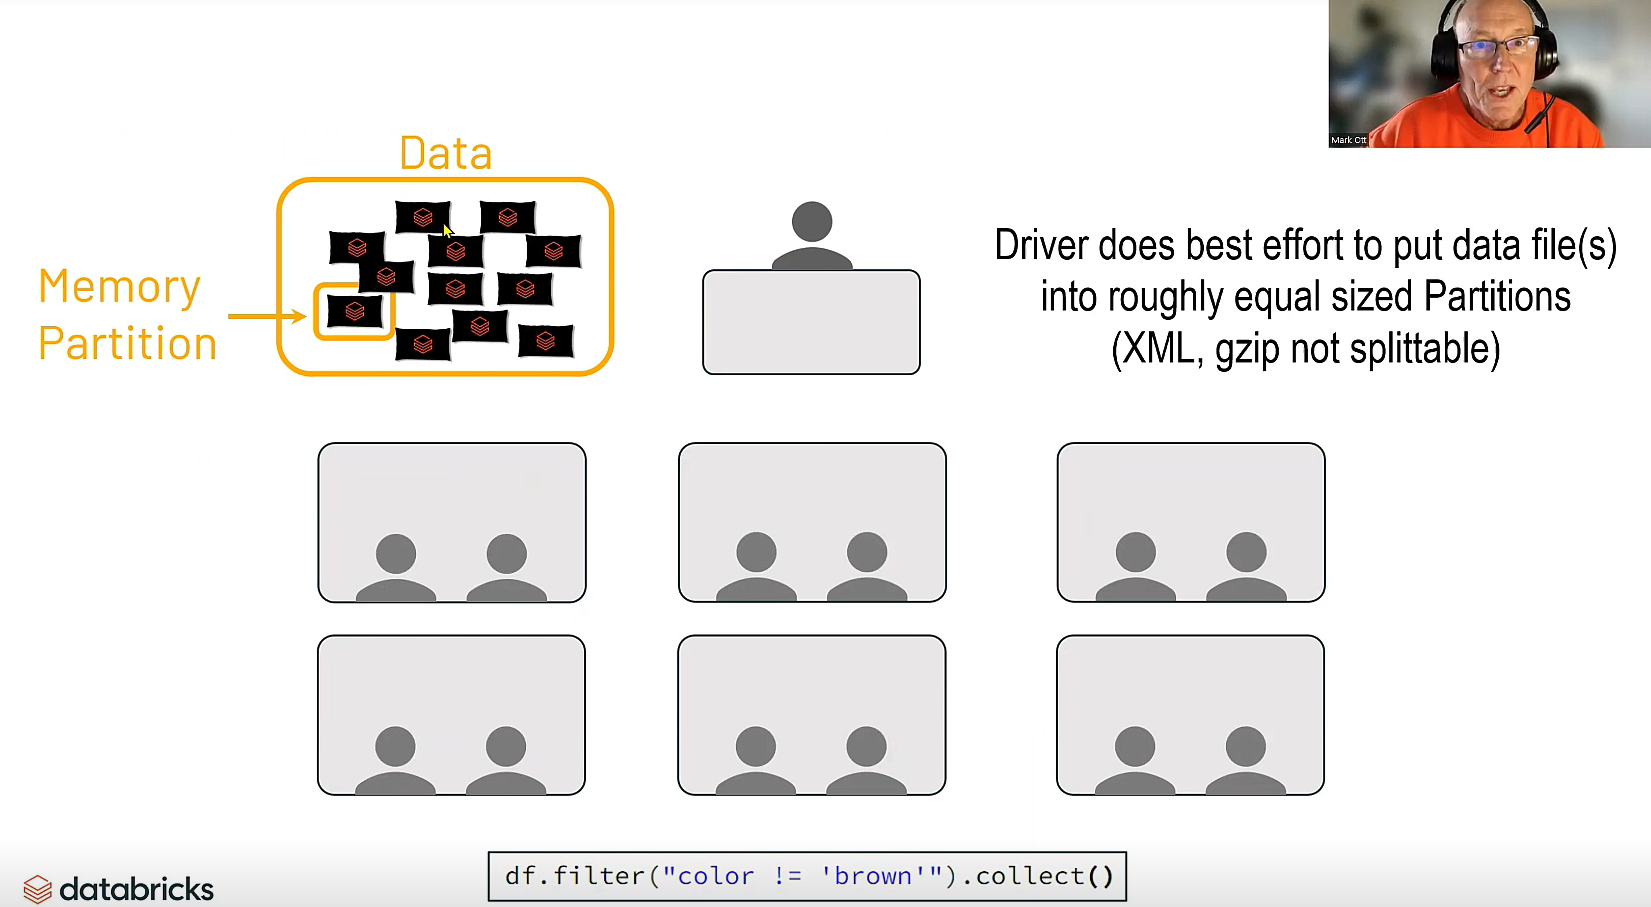 Mark Ott
Data
Memory
Partition
Driver does best effort to put data file(s)
into roughly equal sized Partitions
(XML, gzip not splittable)
df.filter("color != 'brown'").collect()
databricks